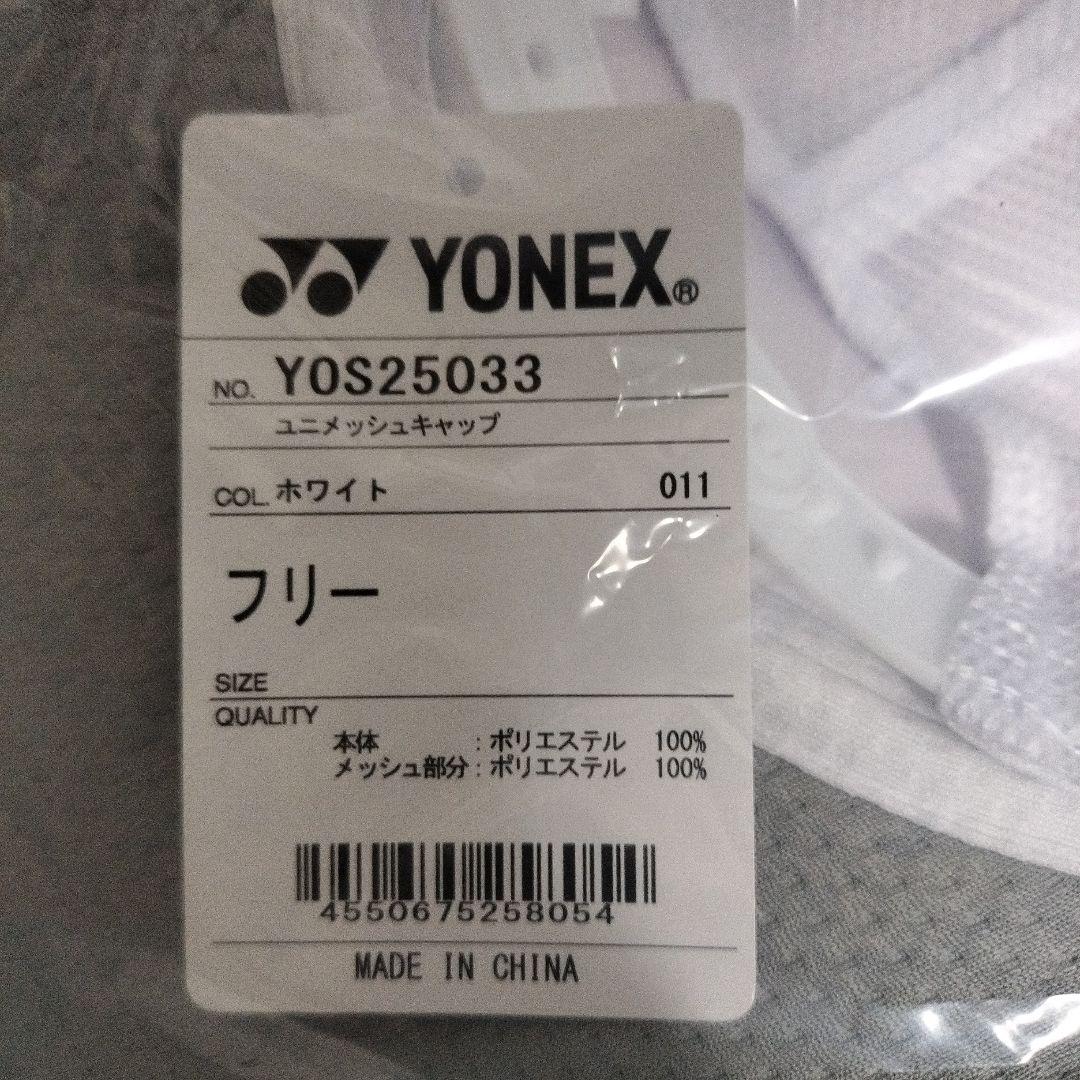 YONEX®
NO. YOS25033
ユニメッシュキャップ
COL. ホワイト 011
フリー
SIZE
QUALITY
本体 : ポリエステル 100%
メッシュ部分 : ポリエステル 100%
4550675258054
MADE IN CHINA